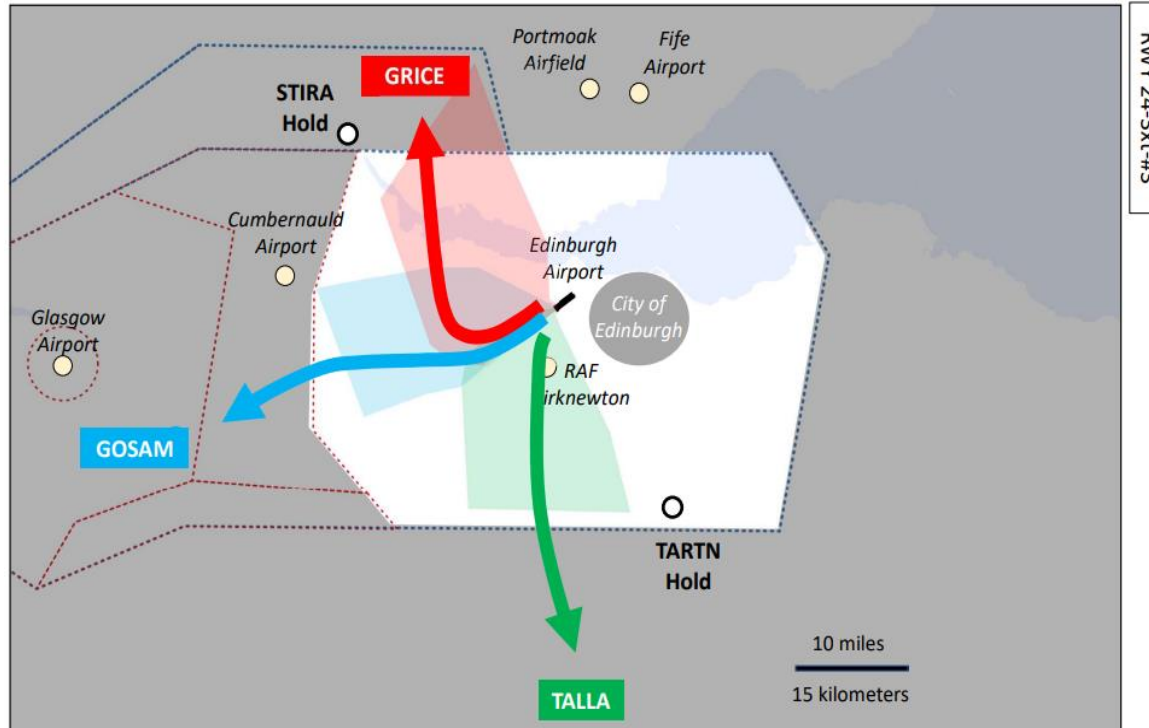 Portmoak
Airfield
Fife
Airport
GRICE
STIRA
Hold
Cumbernauld
Airport
Edinburgh
Airport
City of
Edinburgh
Glasgow
Airport
RAF
irknewton
GOSAM
TARTN
Hold
10 miles
15 kilometers
TALLA